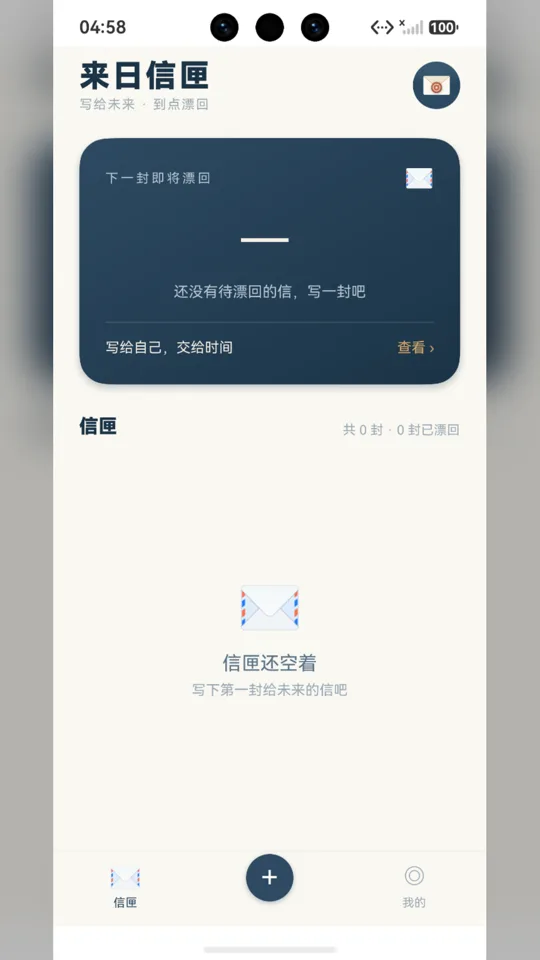 04:58
100
来日信匣
写给未来 · 到点漂回
下一封即将漂回
—
还没有待漂回的信，写一封吧
写给自己，交给时间
查看 ›
信匣
共 0 封 · 0 封已漂回
信匣还空着
写下第一封给未来的信吧
+
信匣
我的